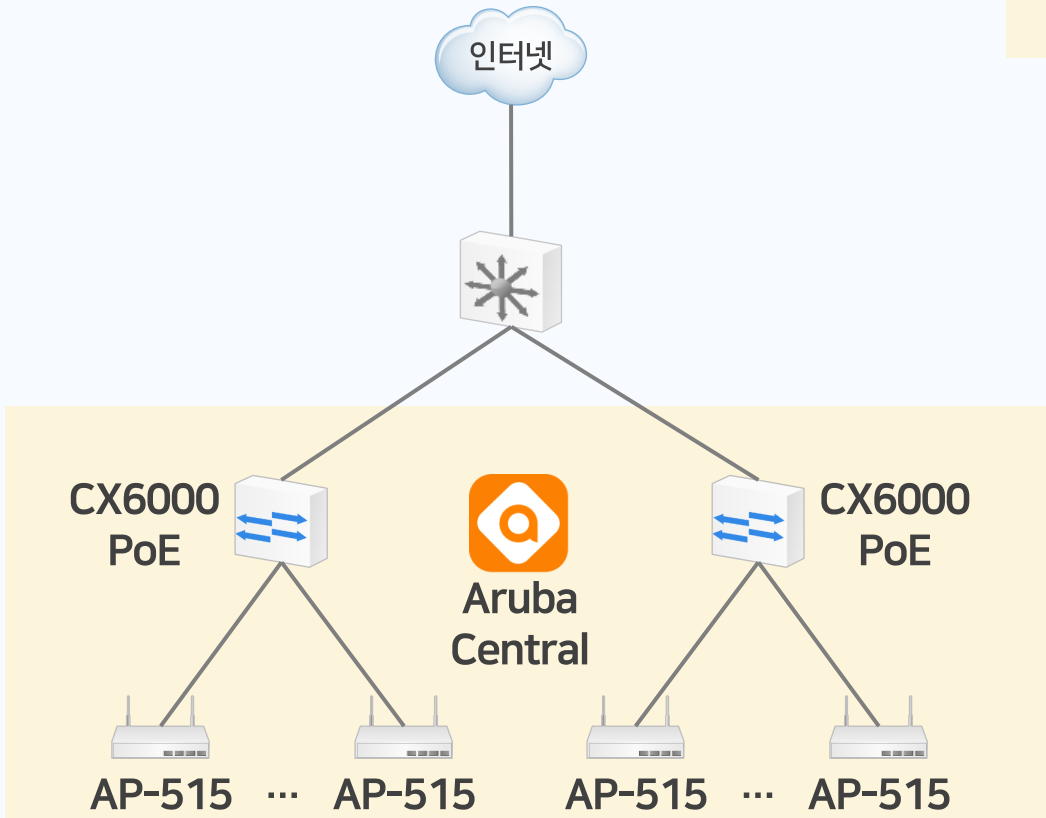 인터넷
CX6000
PoE
CX6000
PoE
Aruba
Central
AP-515 ... AP-515
AP-515 ... AP-515